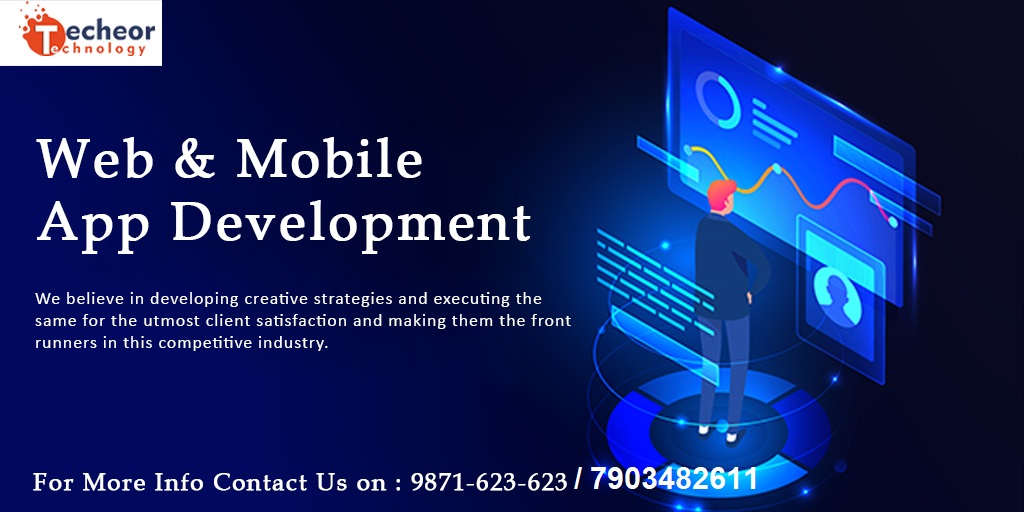 Techeor
Technology
Web & Mobile
App Development
We believe in developing creative strategies and executing the
same for the utmost client satisfaction and making them the front
runners in this competitive industry.
For More Info Contact Us on : 9871-623-623 / 7903482611